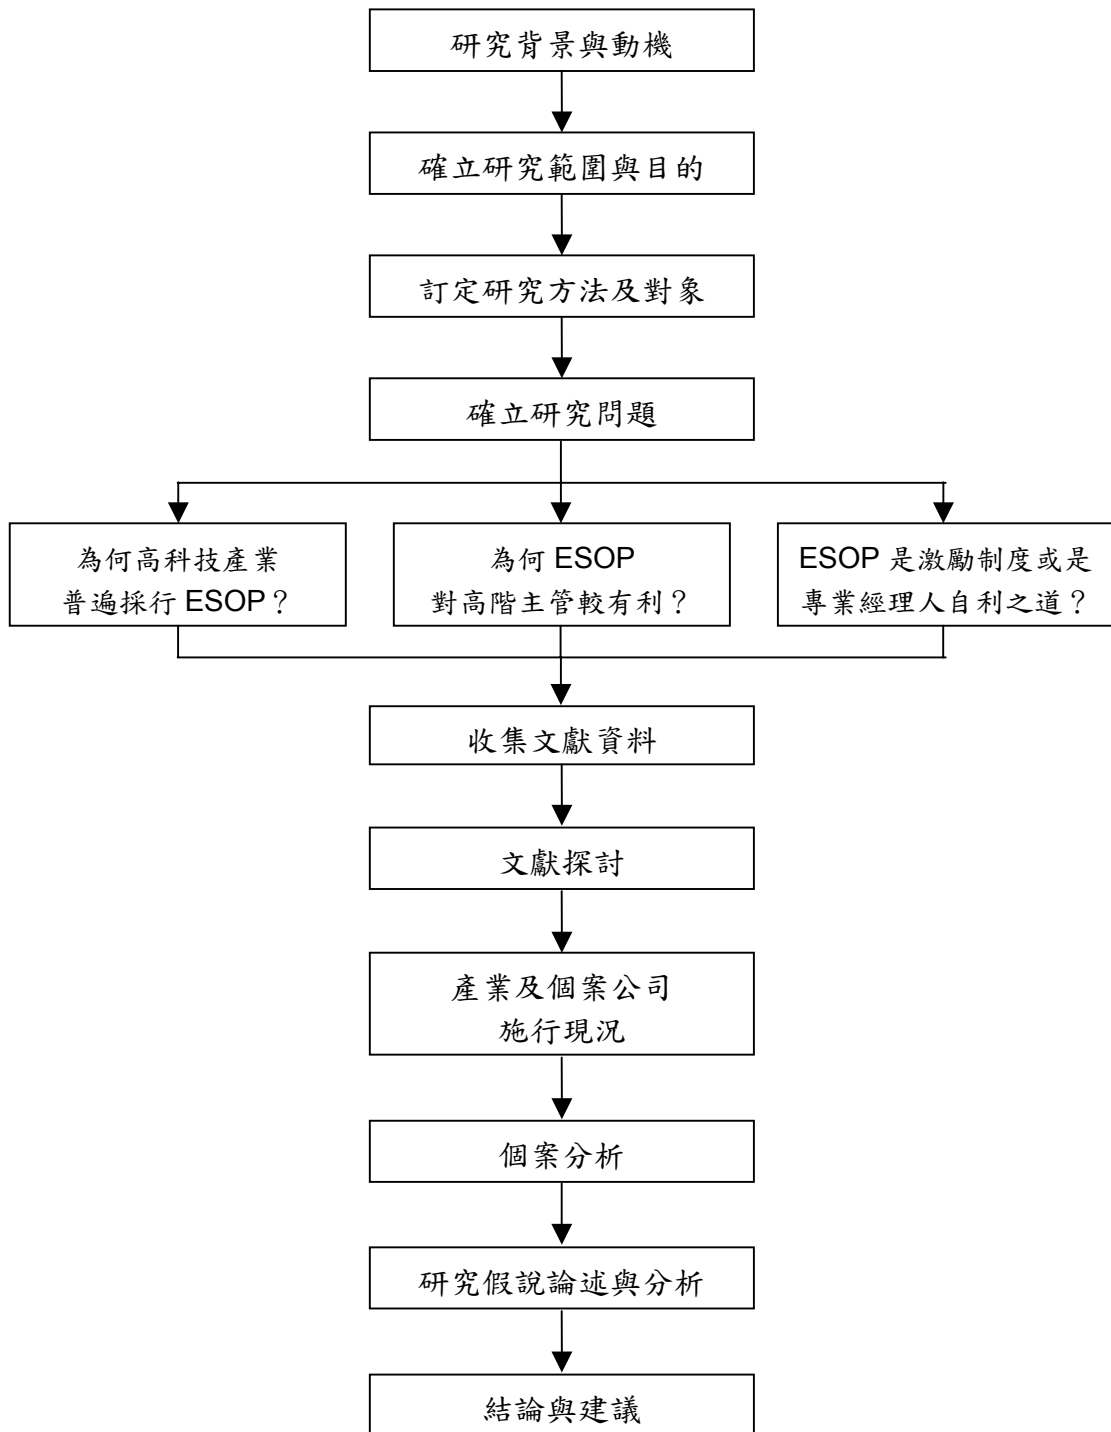 研究背景與動機
確立研究範圍與目的
訂定研究方法及對象
確立研究問題
為何高科技產業
普遍採行 ESOP？
為何 ESOP
對高階主管較有利？
ESOP 是激勵制度或是
專業經理人自利之道？
收集文獻資料
文獻探討
產業及個案公司
施行現況
個案分析
研究假說論述與分析
結論與建議